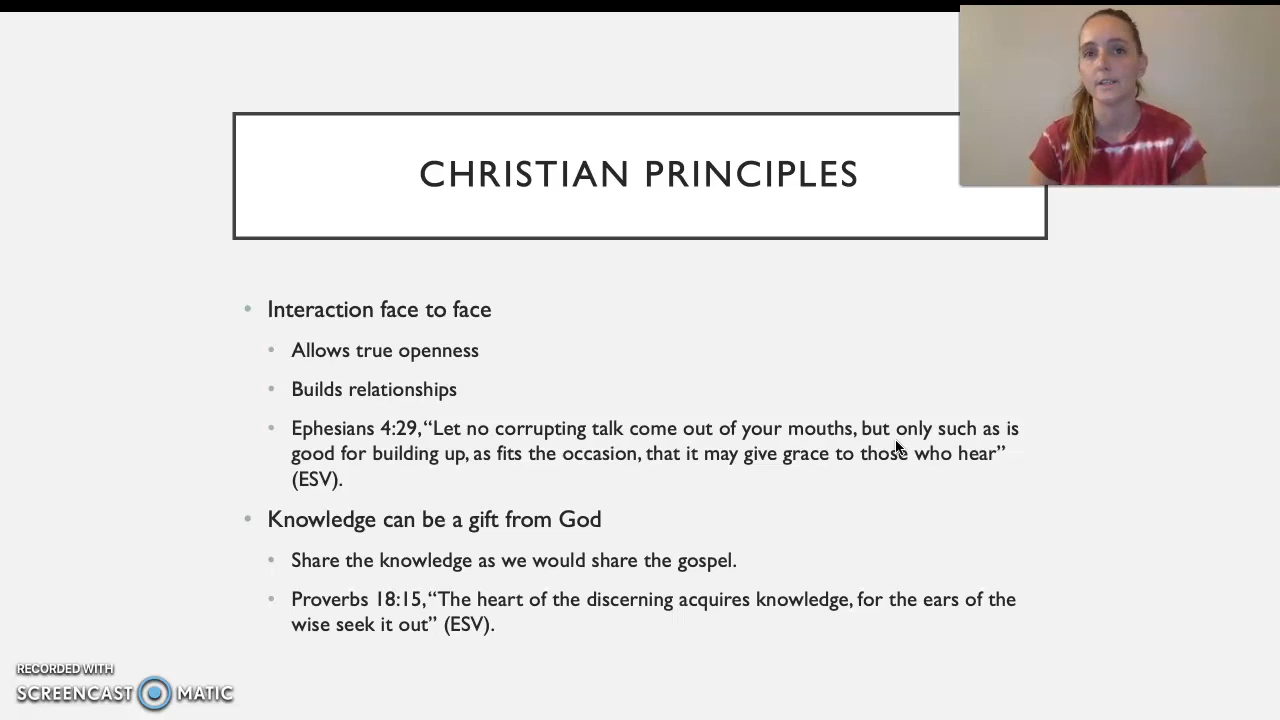 CHRISTIAN PRINCIPLES
• Interaction face to face
• Allows true openness
• Builds relationships
• Ephesians 4:29,“Let no corrupting talk come out of your mouths, but only such as is
good for building up, as fits the occasion, that it may give grace to those who hear”
(ESV).
• Knowledge can be a gift from God
• Share the knowledge as we would share the gospel.
• Proverbs 18:15,“The heart of the discerning acquires knowledge, for the ears of the
wise seek it out” (ESV).
RECORDED WITH
SCREENCAST MATIC